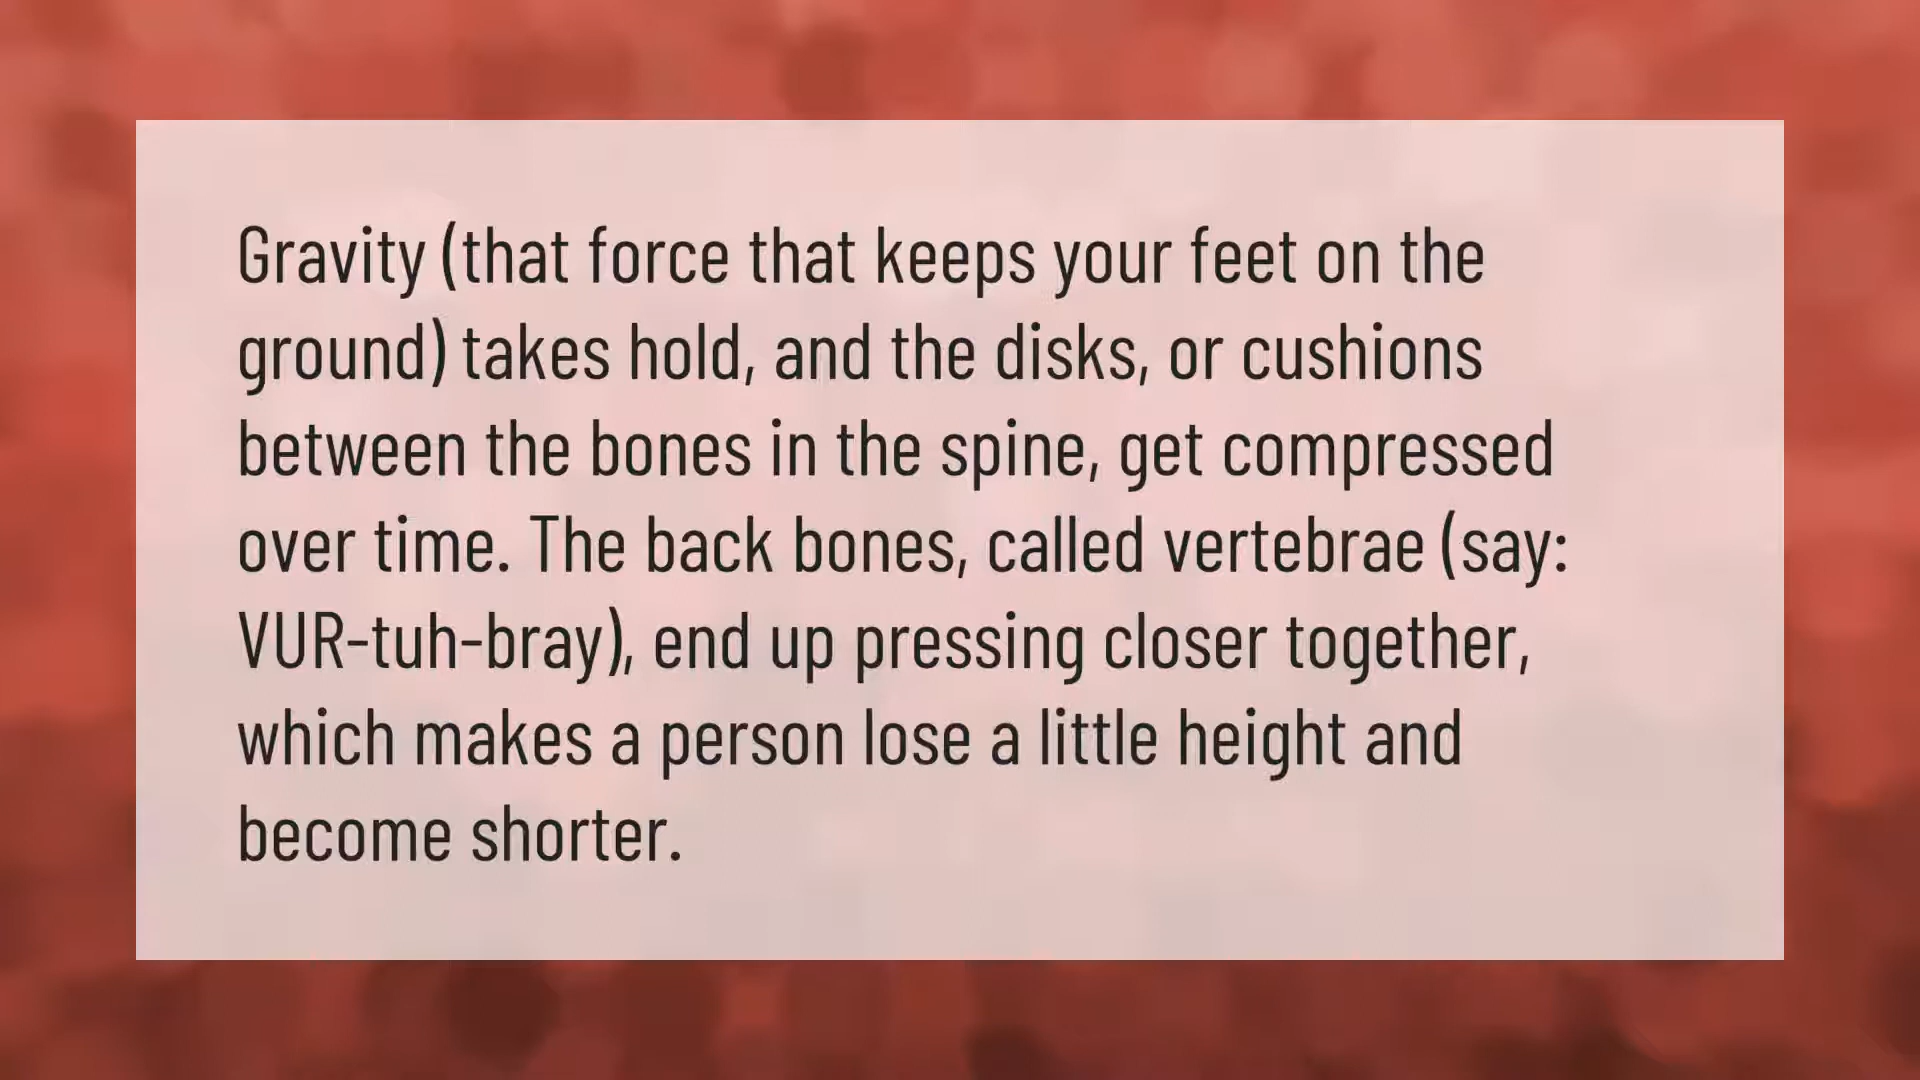 Gravity (that force that keeps your feet on the
ground) takes hold, and the disks, or cushions
between the bones in the spine, get compressed
over time. The back bones, called vertebrae (say:
VUR-tuh-bray), end up pressing closer together,
which makes a person lose a little height and
become shorter.